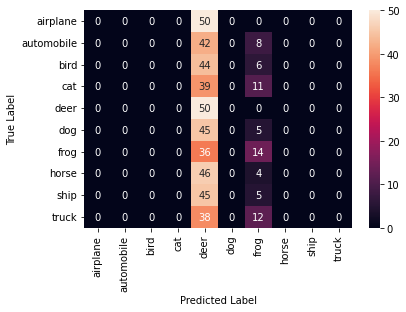 True Label
airplane 0 0 0 0 50 0 0 0 0 0
automobile 0 0 0 0 42 0 8 0 0 0
bird 0 0 0 0 44 0 6 0 0 0
cat 0 0 0 0 39 0 11 0 0 0
deer 0 0 0 0 50 0 0 0 0 0
dog 0 0 0 0 45 0 5 0 0 0
frog 0 0 0 0 36 0 14 0 0 0
horse 0 0 0 0 46 0 4 0 0 0
ship 0 0 0 0 45 0 5 0 0 0
truck 0 0 0 0 38 0 12 0 0 0
airplane automobile bird cat deer dog frog horse ship truck
Predicted Label
50
40
30
20
10
0